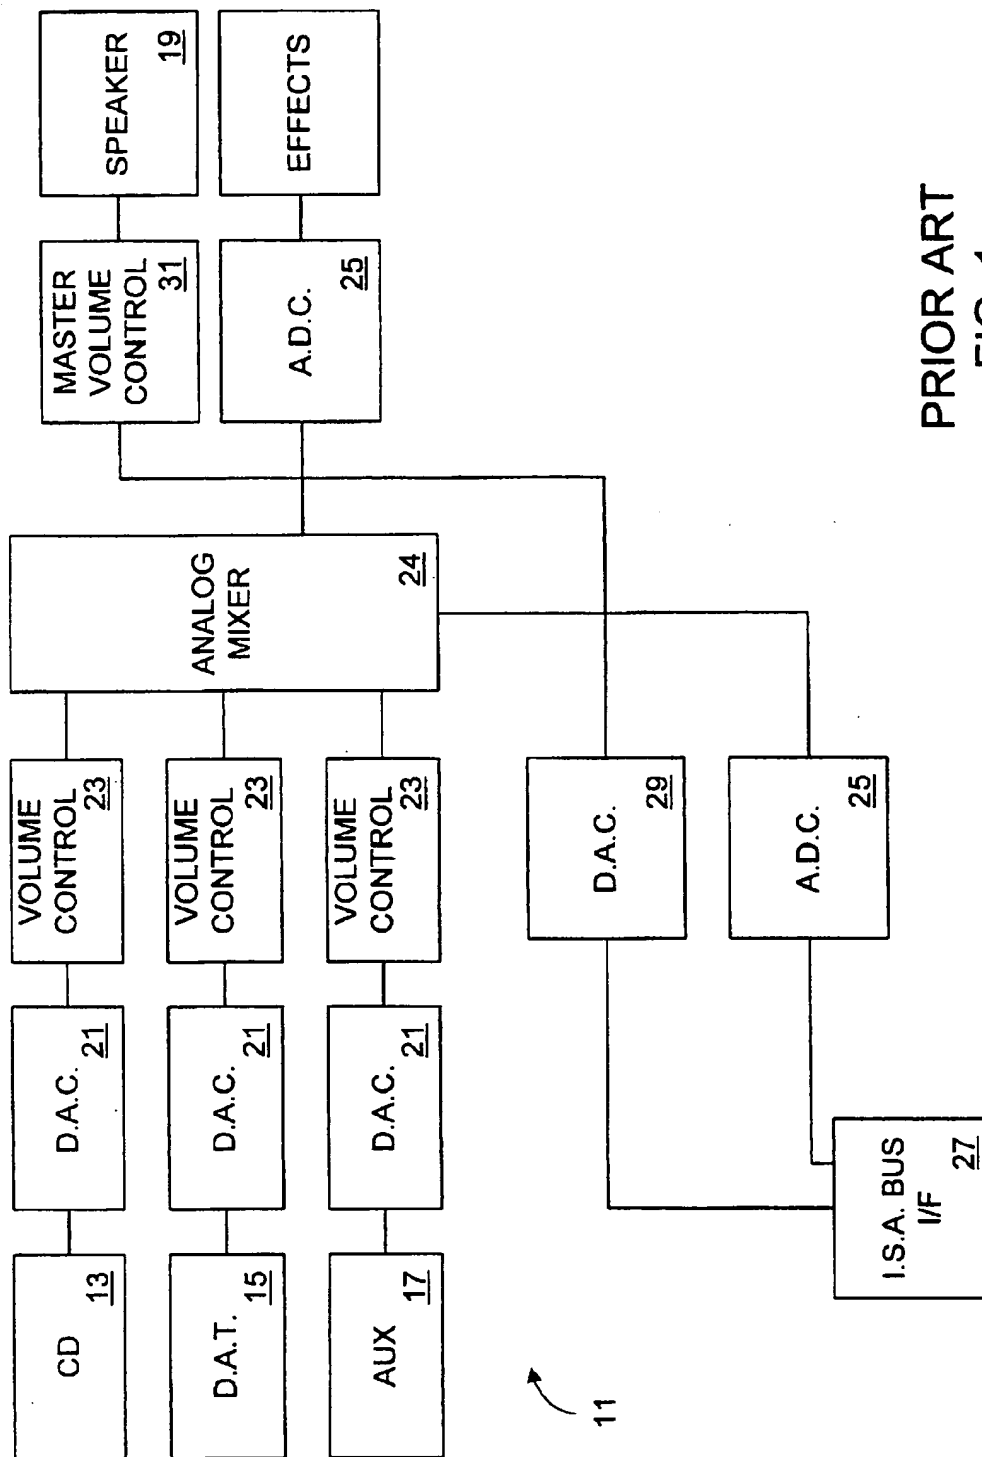 CD
13
D.A.C.
21
VOLUME
CONTROL
23
D.A.T.
15
D.A.C.
21
VOLUME
CONTROL
23
AUX
17
D.A.C.
21
VOLUME
CONTROL
23
ANALOG
MIXER
24
MASTER
VOLUME
CONTROL
31
SPEAKER
19
A.D.C.
25
EFFECTS
D.A.C.
29
A.D.C.
25
I.S.A. BUS
I/F
27
11
PRIOR ART